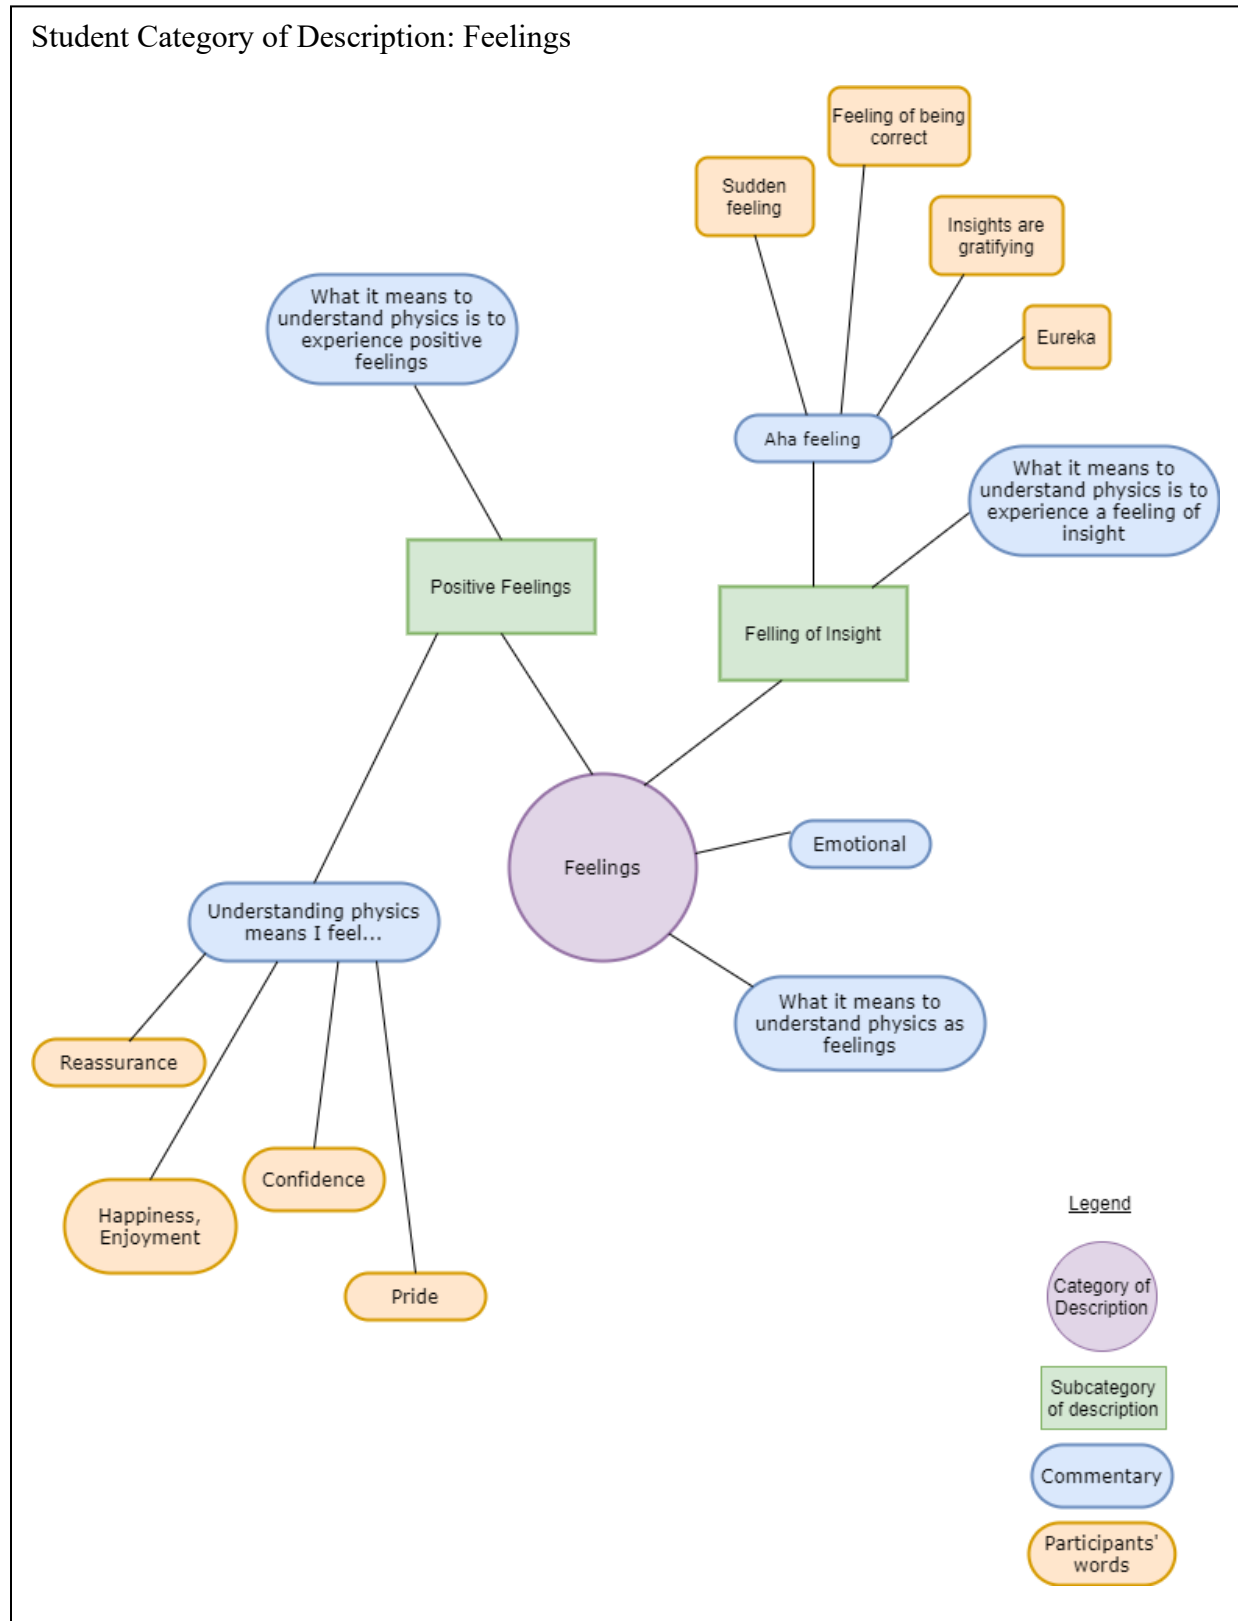 Student Category of Description: Feelings
Feeling of being
correct
Sudden
feeling
Insights are
gratifying
What it means to
understand physics is to
experience positive
feelings
Eureka
Aha feeling
What it means to
understand physics is to
experience a feeling of
insight
Positive Feelings
Felling of Insight
Emotional
Feelings
Understanding physics
means I feel...
What it means to
understand physics as
feelings
Reassurance
Confidence
Happiness,
Enjoyment
Pride
Legend
Category of
Description
Subcategory
of description
Commentary
Participants'
words